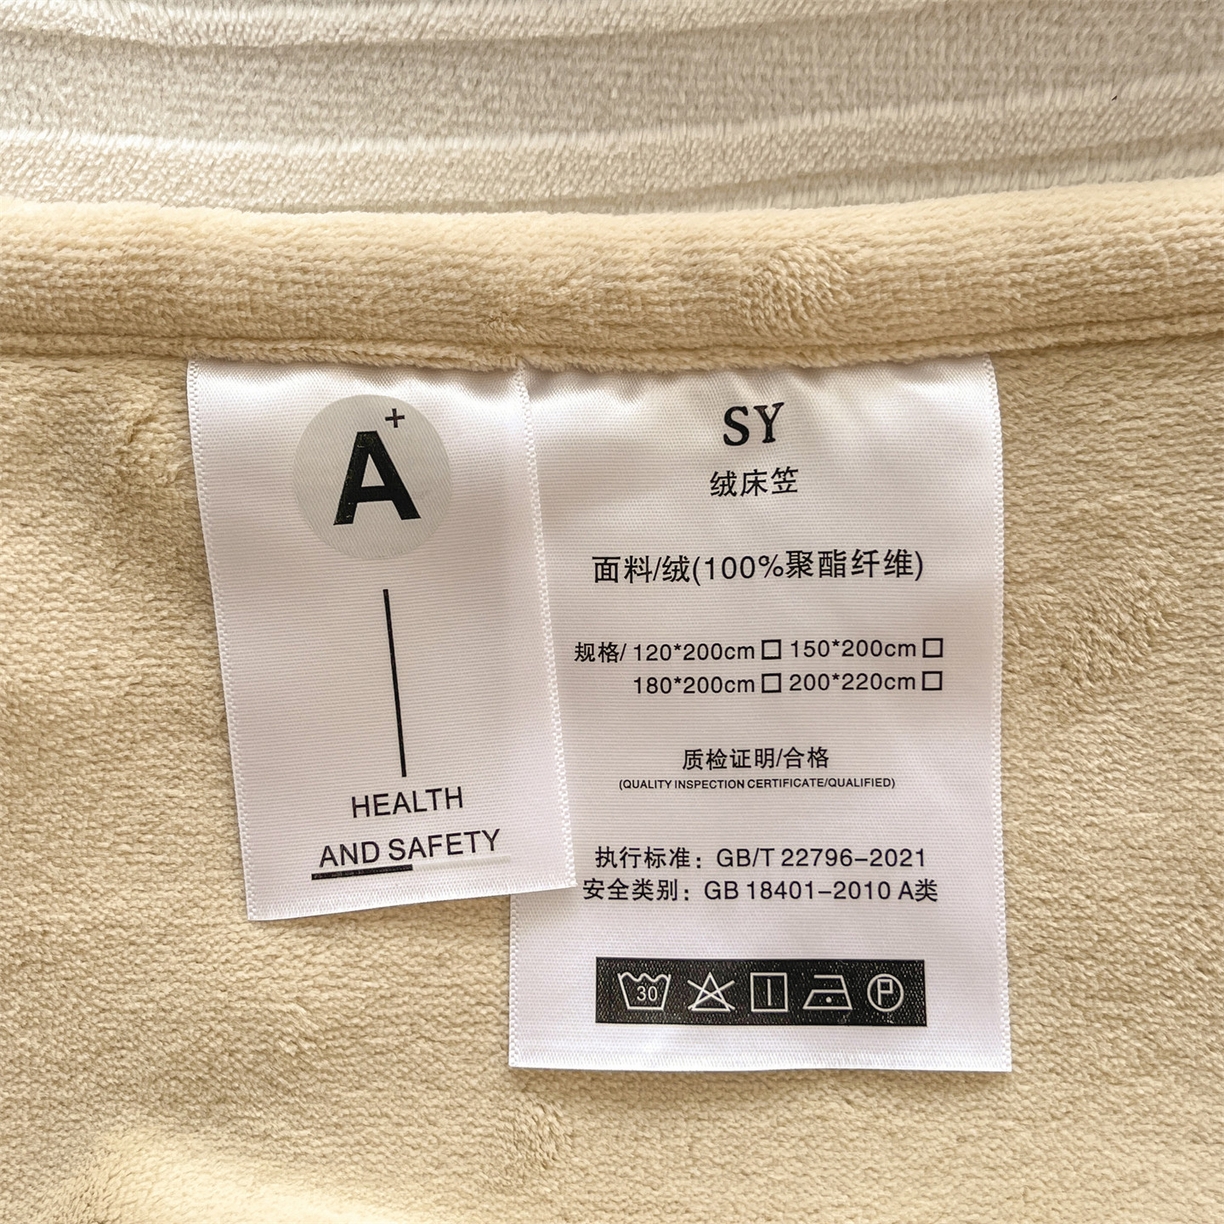 A+
HEALTH
AND SAFETY
SY
绒床笠
面料/绒(100%聚酯纤维)
规格/ 120*200cm□ 150*200cm□
180*200cm□ 200*220cm□
质检证明/合格
(QUALITY INSPECTION CERTIFICATE/QUALIFIED)
执行标准：GB/T 22796–2021
安全类别：GB 18401–2010 A类
30 P